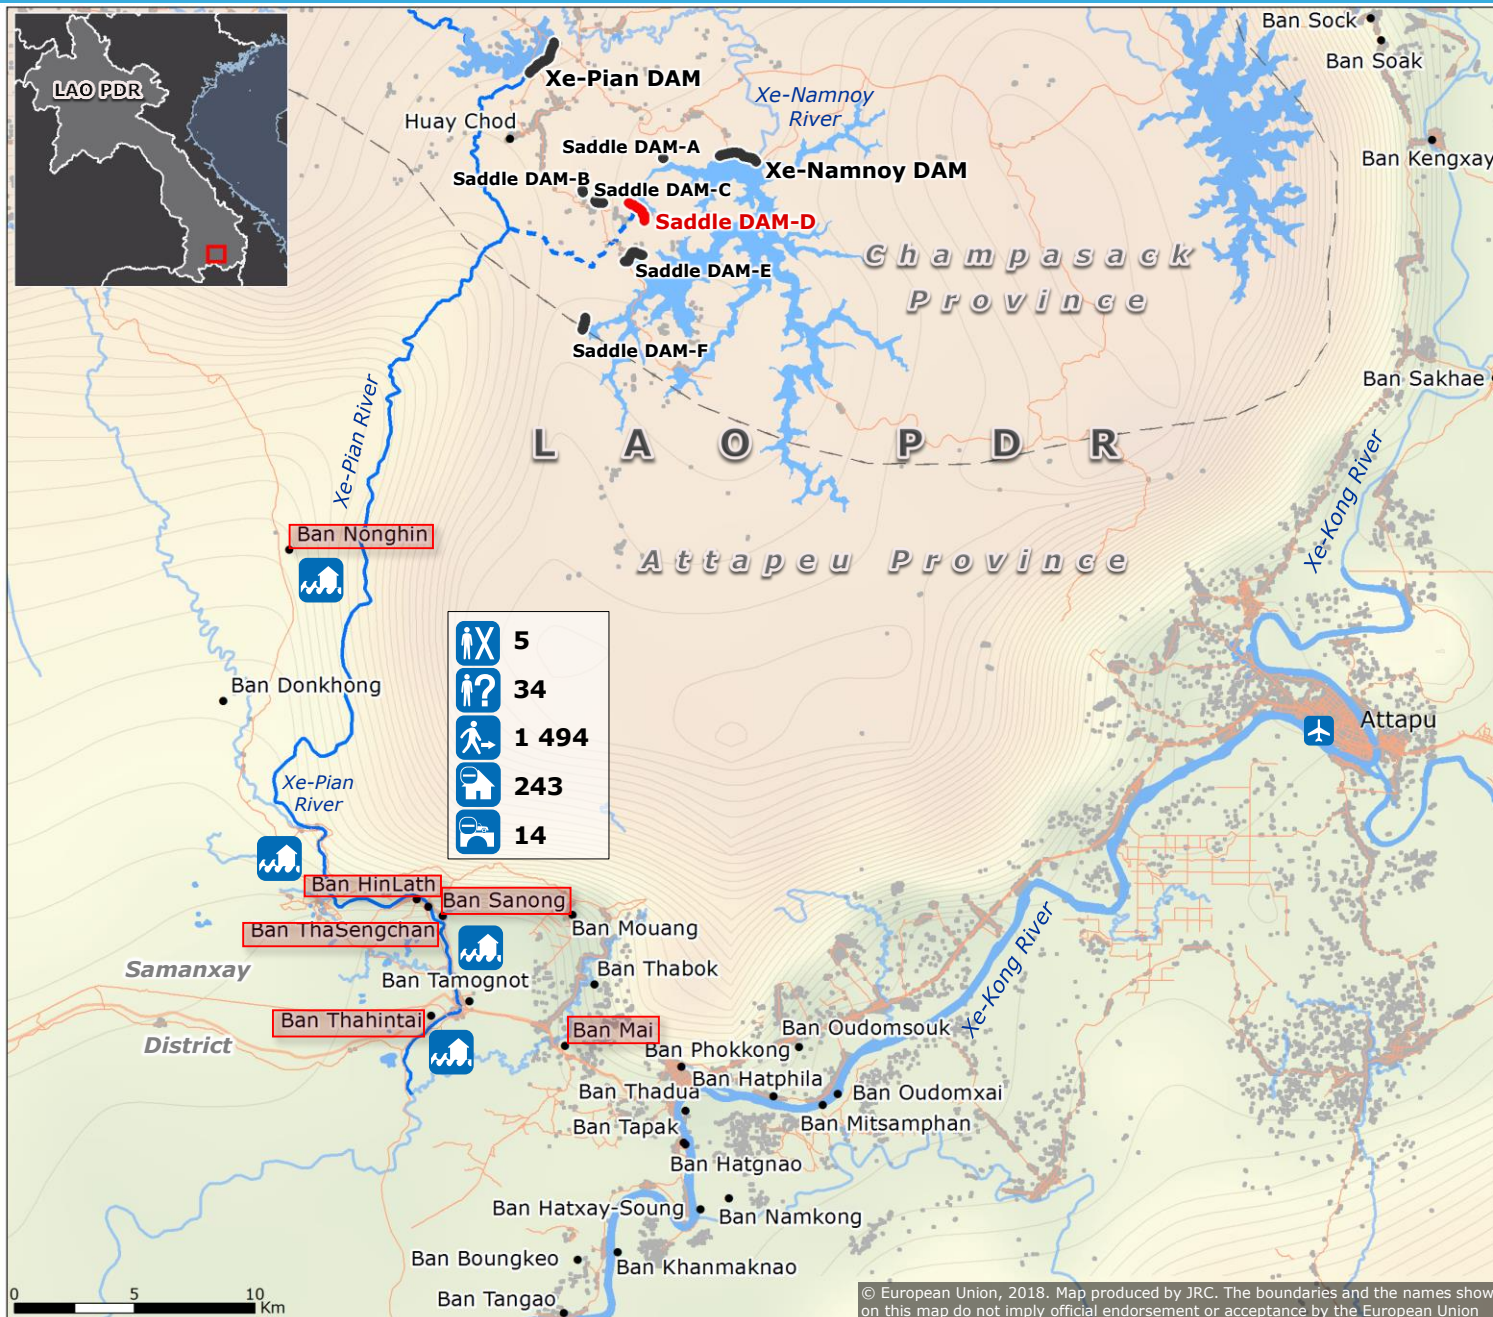 LAO PDR
Ban Sock
Ban Soak
Xe-Pian DAM
Xe-Namnoy
River
Huay Chod
Saddle DAM-A
Ban Kengxay
Xe-Namnoy DAM
Saddle DAM-B
Saddle DAM-C
Saddle DAM-D
Champasack
Province
Saddle DAM-E
Saddle DAM-F
Ban Sakhae
Xe-Pian River
LAO PDR
Xe-Kong River
Ban Nonghin
Attapeu Province
5
34
1 494
243
14
Ban Donkhong
Attapu
Xe-Pian
River
Ban HinLath
Ban Sanong
Ban ThaSengchan
Ban Mouang
Samanxay
District
Ban Thabok
Ban Tamognot
Xe-Kong River
Ban Thahintai
Ban Mai
Ban Oudomsouk
Ban Phokkong
Ban Hatphila
Ban Thadua
Ban Oudomxai
Ban Mitsamphan
Ban Tapak
Ban Hatgnao
Ban Hatxay-Soung
Ban Namkong
Ban Boungkeo
Ban Khanmaknao
Ban Tangao
0 5 10
Km
© European Union, 2018. Map produced by JRC. The boundaries and the names show
on this map do not imply official endorsement or acceptance by the European Union